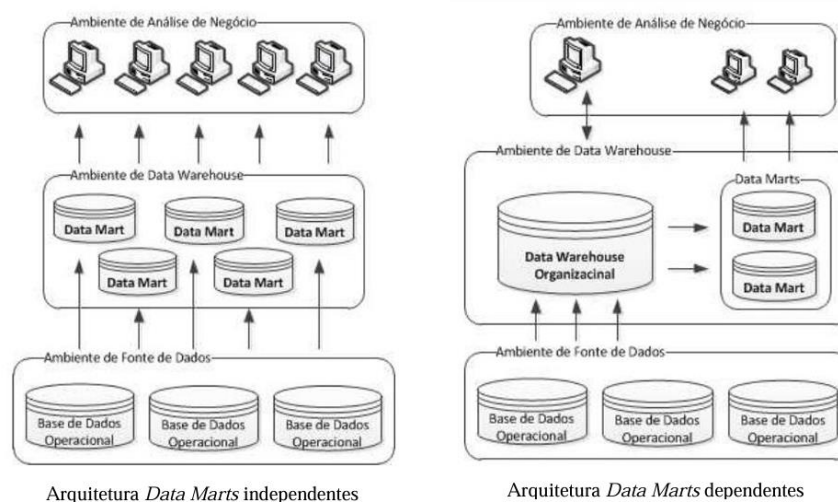 Ambiente de Análise de Negócio
Ambiente de Data Warehouse
Data Mart
Data Mart
Data Mart
Data Mart
Data Mart
Ambiente de Fonte de Dados
Base de Dados
Operacional
Base de Dados
Operacional
Base de Dados
Operacional
Arquitetura Data Marts independentes
Ambiente de Análise de Negócio
Ambiente de Data Warehouse
Data Warehouse
Organizacinal
Data Marts
Data Mart
Data Mart
Ambiente de Fonte de Dados
Base de Dados
Operacional
Base de Dados
Operacional
Base de Dados
Operacional
Arquitetura Data Marts dependentes